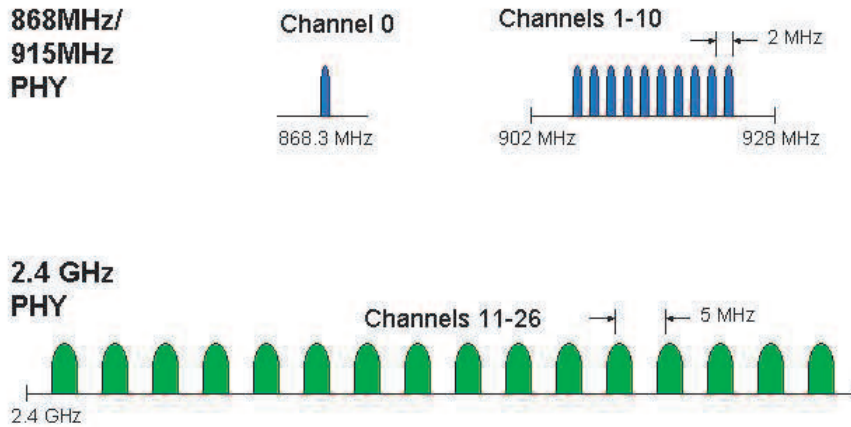 868MHz/
915MHz
PHY
Channel 0
868.3 MHz
Channels 1-10
2 MHz
902 MHz
928 MHz
2.4 GHz
PHY
Channels 11-26
5 MHz
2.4 GHz